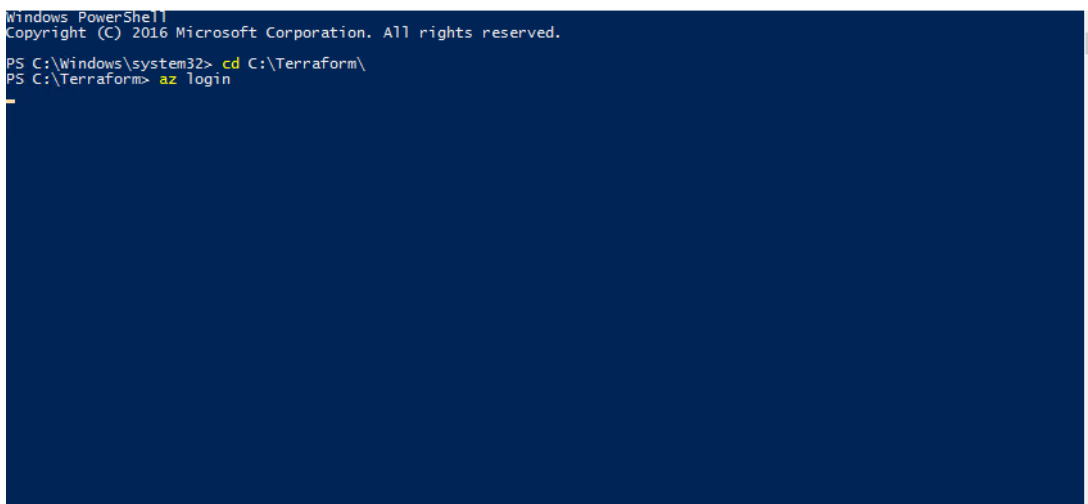 Windows PowerShell
Copyright (C) 2016 Microsoft Corporation. All rights reserved.
PS C:\Windows\system32> cd C:\Terraform\
PS C:\Terraform> az login